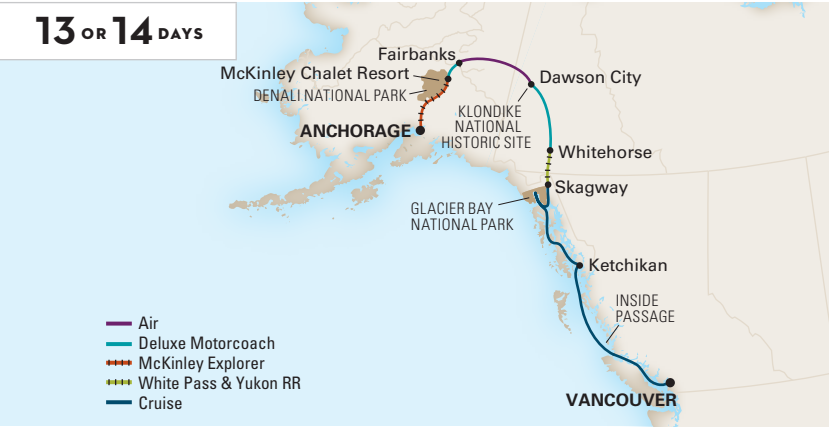 13 OR 14 DAYS
Fairbanks
McKinley Chalet Resort
DENALI NATIONAL PARK
Dawson City
KLONDIKE
NATIONAL
HISTORIC SITE
ANCHORAGE
Whitehorse
Skagway
GLACIER BAY
NATIONAL PARK
Ketchikan
INSIDE
PASSAGE
VANCOUVER
Air
Deluxe Motorcoach
McKinley Explorer
White Pass & Yukon RR
Cruise